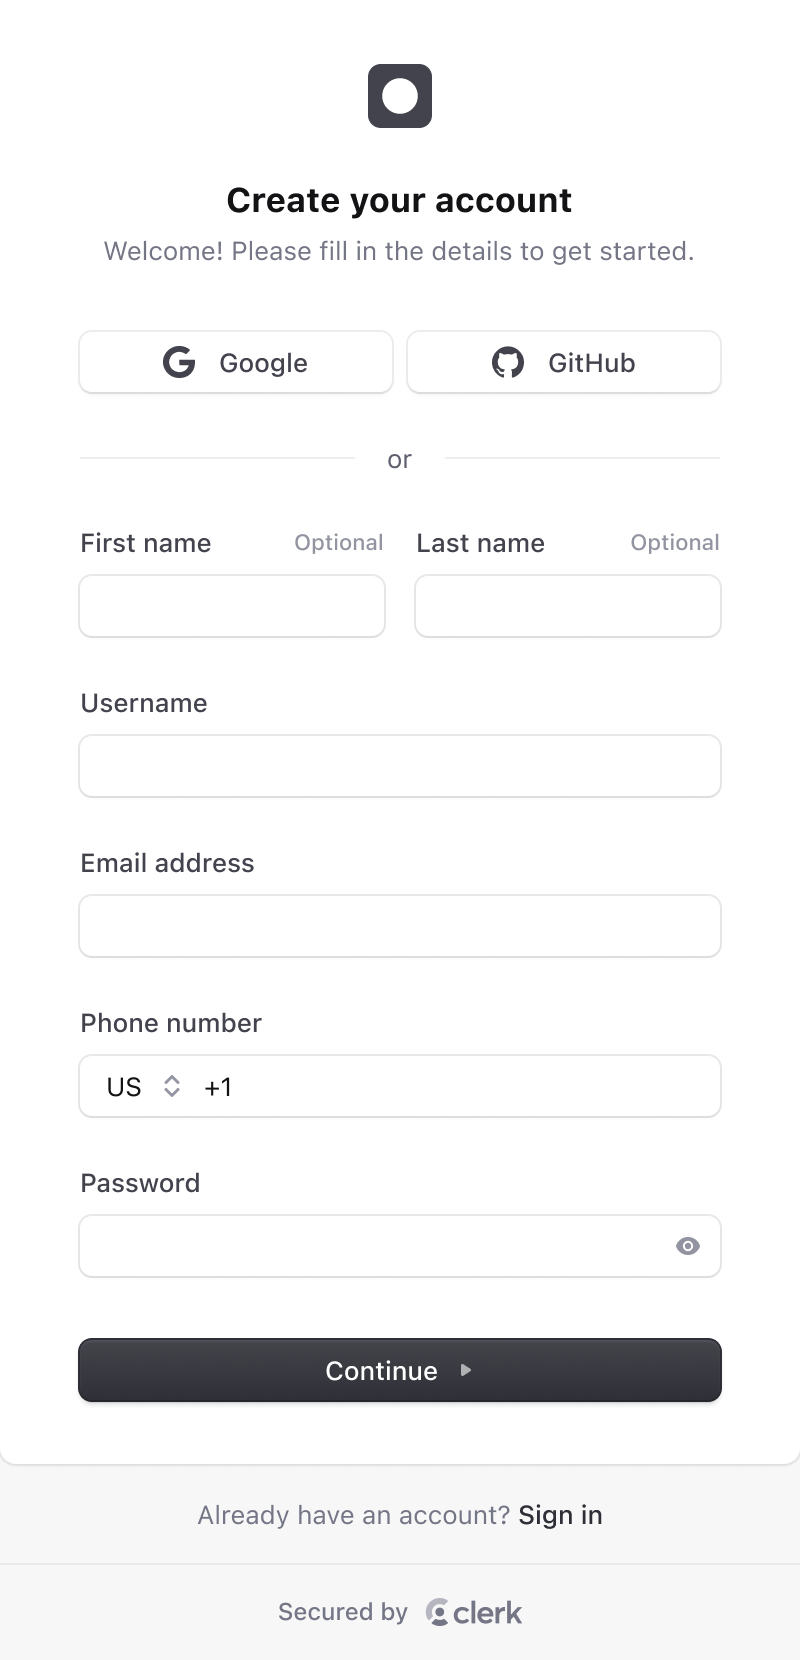 Create your account
Welcome! Please fill in the details to get started.
Google
GitHub
or
First name
Optional
Last name
Optional
Username
Email address
Phone number
US +1
Password
Continue
Already have an account? Sign in
Secured by clerk